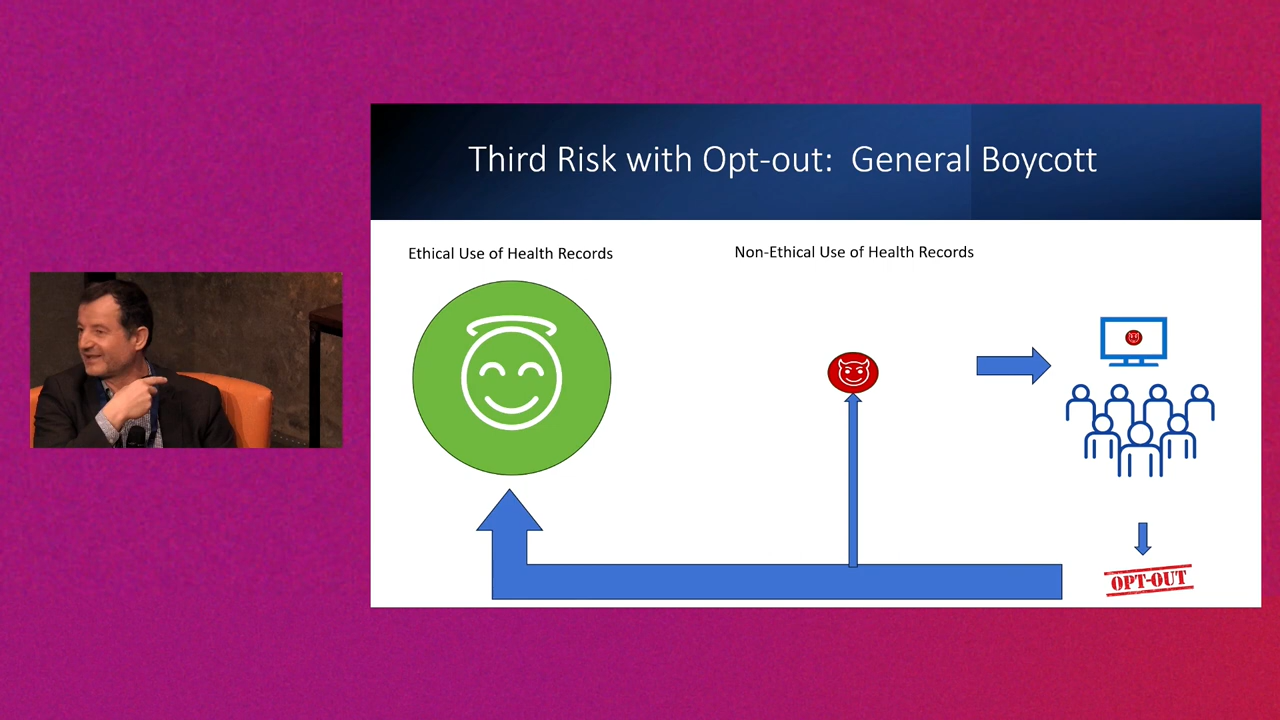 Third Risk with Opt-out: General Boycott
Ethical Use of Health Records
Non-Ethical Use of Health Records
OPT-OUT